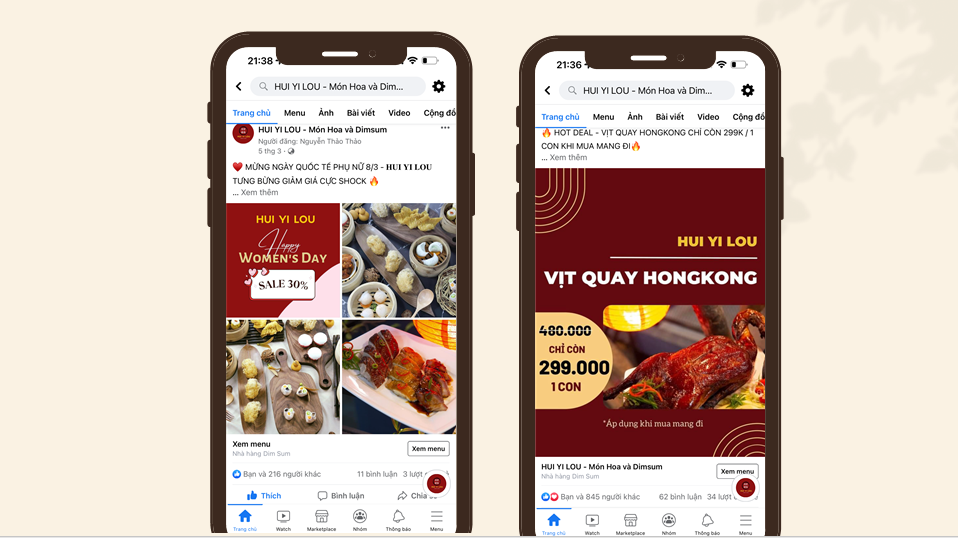 21:38
HUI YI LOU - Món Hoa và Dim...
Trang chủ Menu Ảnh Bài viết Video Cộng đồ
HUI YI LOU - Món Hoa và Dimsum
Người đăng: Nguyễn Thảo Thảo
5 thg 3
MỪNG NGÀY QUỐC TẾ PHỤ NỮ 8/3 - HUI YI LOU
TƯNG BỪNG GIẢM GIÁ CỰC SHOCK
... Xem thêm
HUI YI LOU
Happy
WOMEN'S DAY
SALE 30%
Xem menu
Nhà hàng Dim Sum
Xem menu
Bạn và 216 người khác 11 bình luận 3 lượt
Thích Bình luận Chia
Trang chủ Watch Marketplace Nhóm Thông báo Menu
21:36
HUI YI LOU - Món Hoa và Dim...
Trang chủ Menu Ảnh Bài viết Video Cộng đồ
HOT DEAL - VỊT QUAY HONGKONG CHỈ CÒN 299K / 1
CON KHI MUA MANG ĐI
... Xem thêm
HUI YI LOU
VỊT QUAY HONGKONG
480.000
CHỈ CÒN
299.000
1 CON
*Áp dụng khi mua mang đi
HUI YI LOU - Món Hoa và Dimsum
Nhà hàng Dim Sum
Xem menu
Bạn và 845 người khác 62 bình luận 34 lượt
Trang chủ Watch Marketplace Nhóm Thông báo Menu